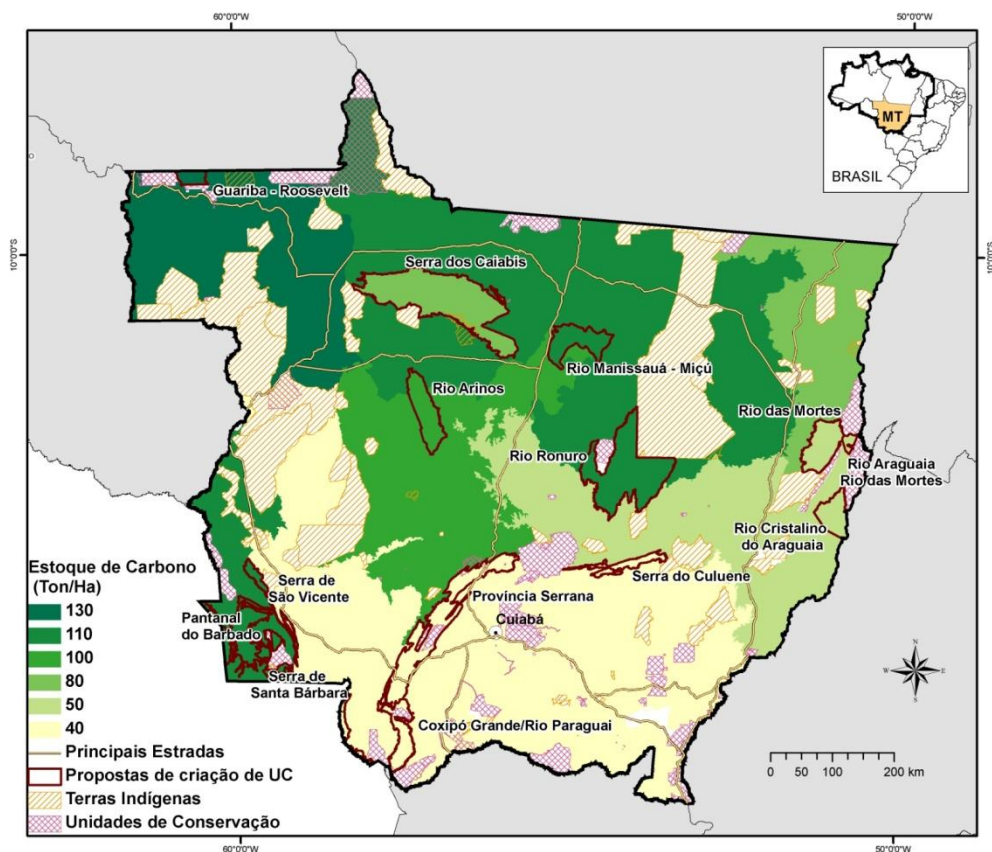 60°0'0"W
50°0'0"W
MT
BRASIL
10°0'0"S
10°0'0"S
Guariba - Roosevelt
Serra dos Caiabis
Rio Manissauá - Miçú
Rio Arinos
Rio das Mortes
Rio Ronuro
Rio Araguaia
Rio das Mortes
Rio Cristalino
do Araguaia
Serra do Culuene
Serra de
São Vicente
Província Serrana
Cuiabá
Pantanal
do Barbado
Serra de
Santa Bárbara
Coxipó Grande/Rio Paraguai
Estoque de Carbono
(Ton/Ha)
130
110
100
80
50
40
Principais Estradas
Propostas de criação de UC
Terras Indígenas
Unidades de Conservação
N
W
E
S
0 50 100 200 km
60°0'0"W
50°0'0"W